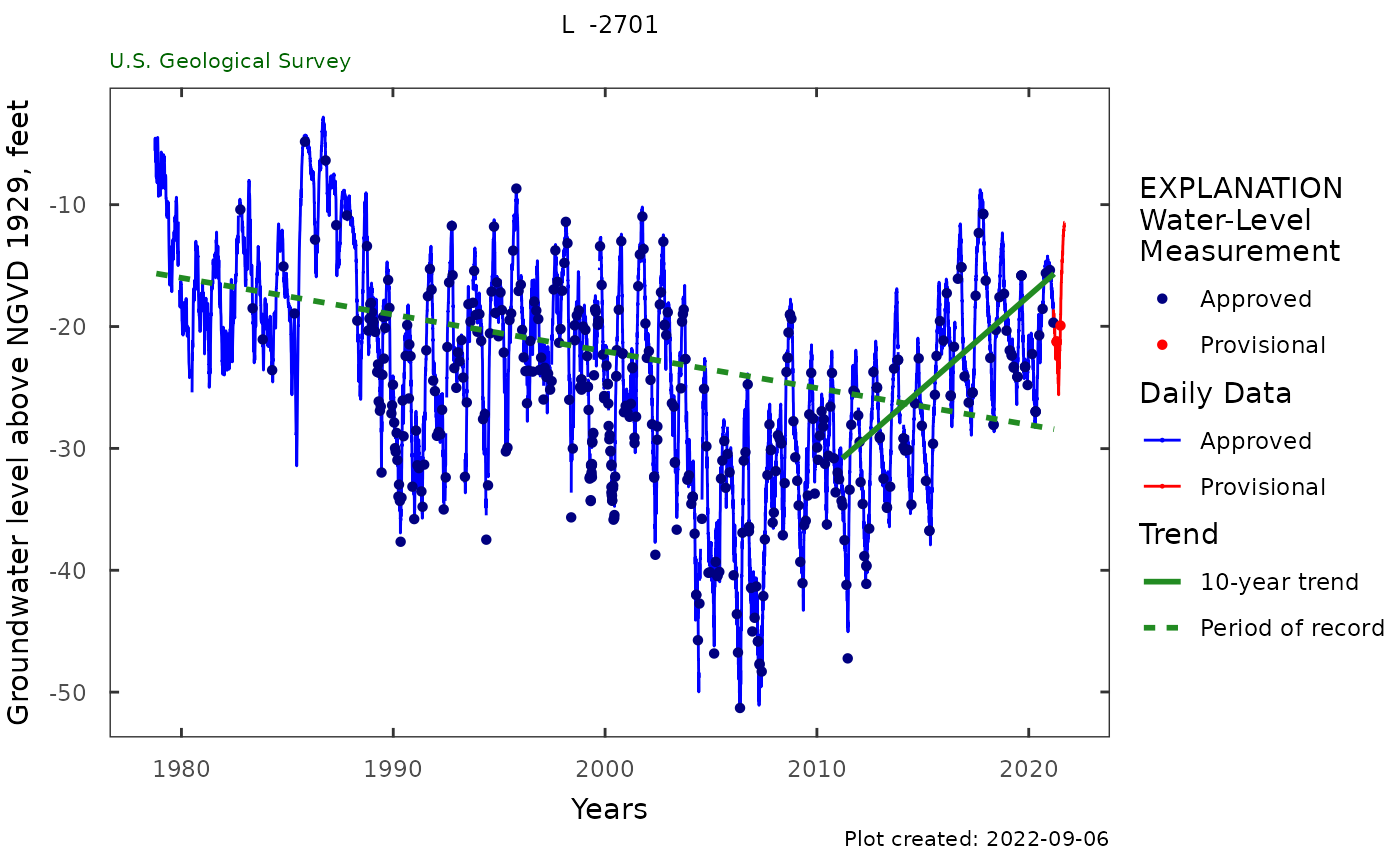 L -2701
U.S. Geological Survey
Groundwater level above NGVD 1929, feet
-10
-20
-30
-40
-50
1980
1990
2000
2010
2020
Years
EXPLANATION
Water-Level
Measurement
Approved
Provisional
Daily Data
Approved
Provisional
Trend
10-year trend
Period of record
Plot created: 2022-09-06